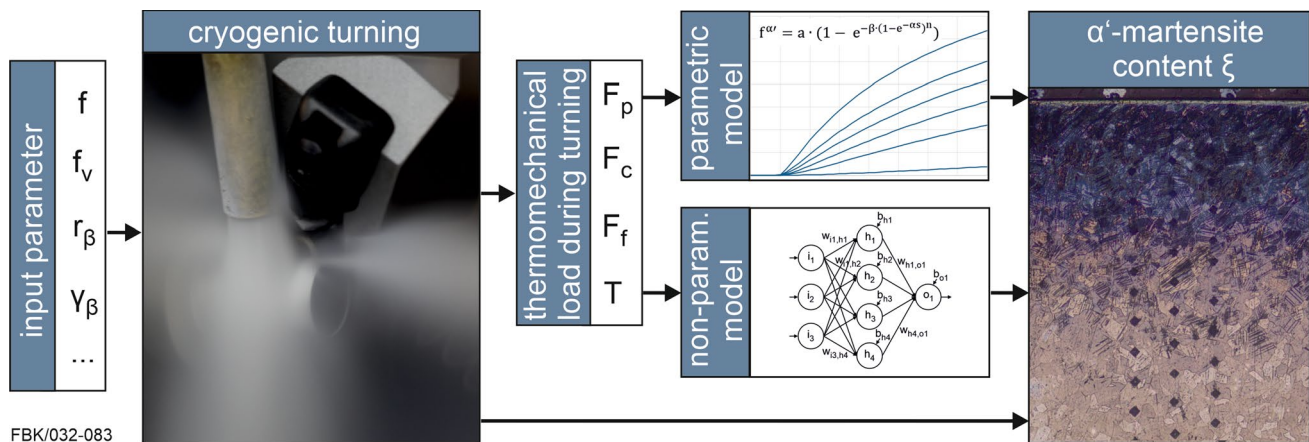 input parameter
f
f_v
r_β
γ_β
...
FBK/032-083
cryogenic turning
thermomechanical
load during turning
F_p
F_c
F_f
T
parametric
model
f^α′ = a · (1 − e^−β·(1−e^−αs)^n)
non-param.
model
i_1
i_2
i_3
w_i1,h1
w_i1,h2
w_i3,h4
b_h1
h_1
b_h2
h_2
b_h3
h_3
b_h4
h_4
w_h1,o1
w_h4,o1
b_o1
o_1
α‘-martensite
content ξ